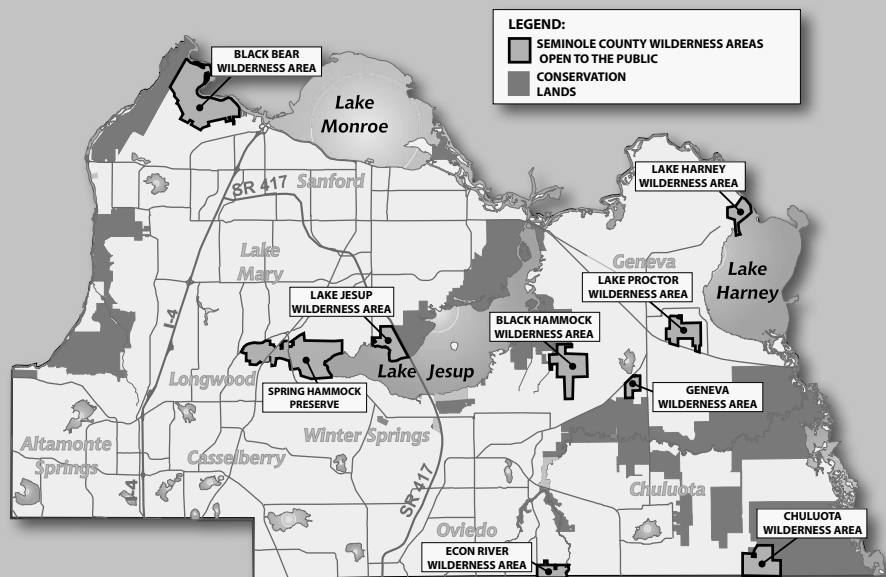 LEGEND:
SEMINOLE COUNTY WILDERNESS AREAS
OPEN TO THE PUBLIC
CONSERVATION
LANDS
BLACK BEAR
WILDERNESS AREA
Lake
Monroe
LAKE HARNEY
WILDERNESS AREA
SR 417
Sanford
Lake
Mary
Geneva
Lake
Harney
LAKE PROCTOR
WILDERNESS AREA
LAKE JESUP
WILDERNESS AREA
I-4
BLACK HAMMOCK
WILDERNESS AREA
Lake Jesup
Longwood
SPRING HAMMOCK
PRESERVE
GENEVA
WILDERNESS AREA
Altamonte
Springs
Winter Springs
Casselberry
I-4
SR 417
Chuluota
CHULUOTA
WILDERNESS AREA
Oviedo
ECON RIVER
WILDERNESS AREA